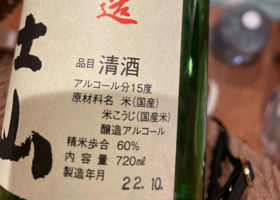 造
士
山
品目 清酒
アルコール分15度
原材料名 米(国産)
米こうじ(国産米)
醸造アルコール
精米歩合 60%
内容量 720mℓ
製造年月 22.10.